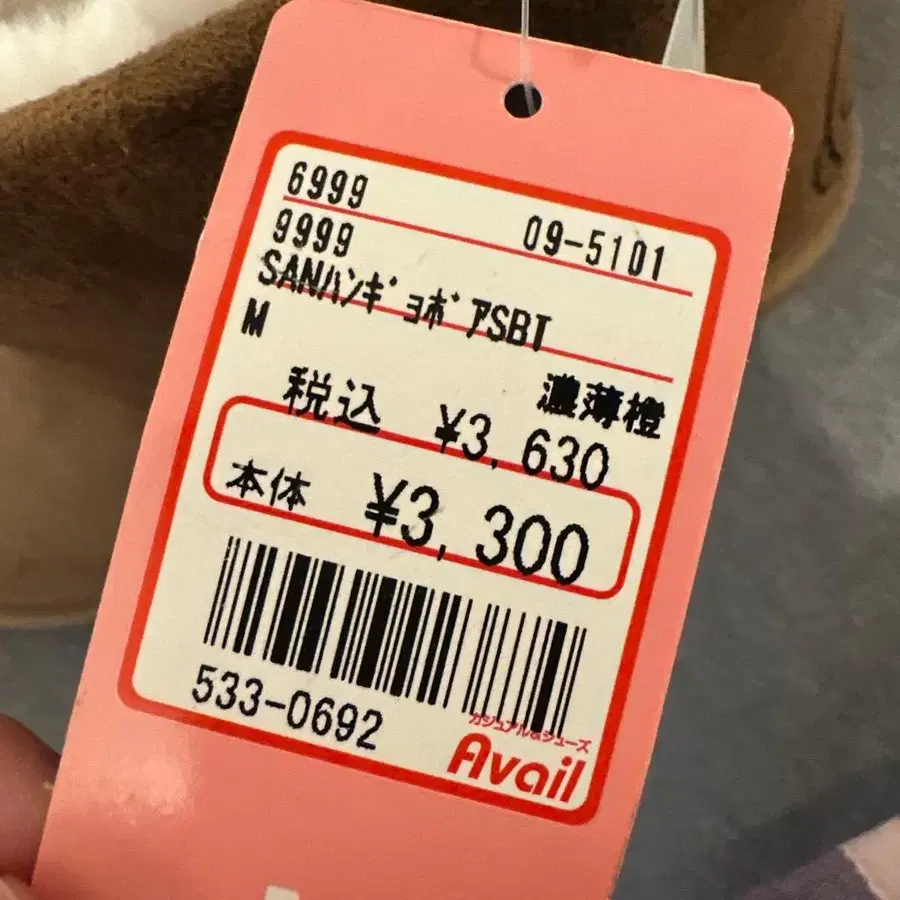 6999
9999 09-5101
SANﾊﾝｷﾞｮﾎﾞｱSBT
M 濃薄橙
税込 ¥3,630
本体 ¥3,300
533-0692
カジュアル&シューズ
Avail